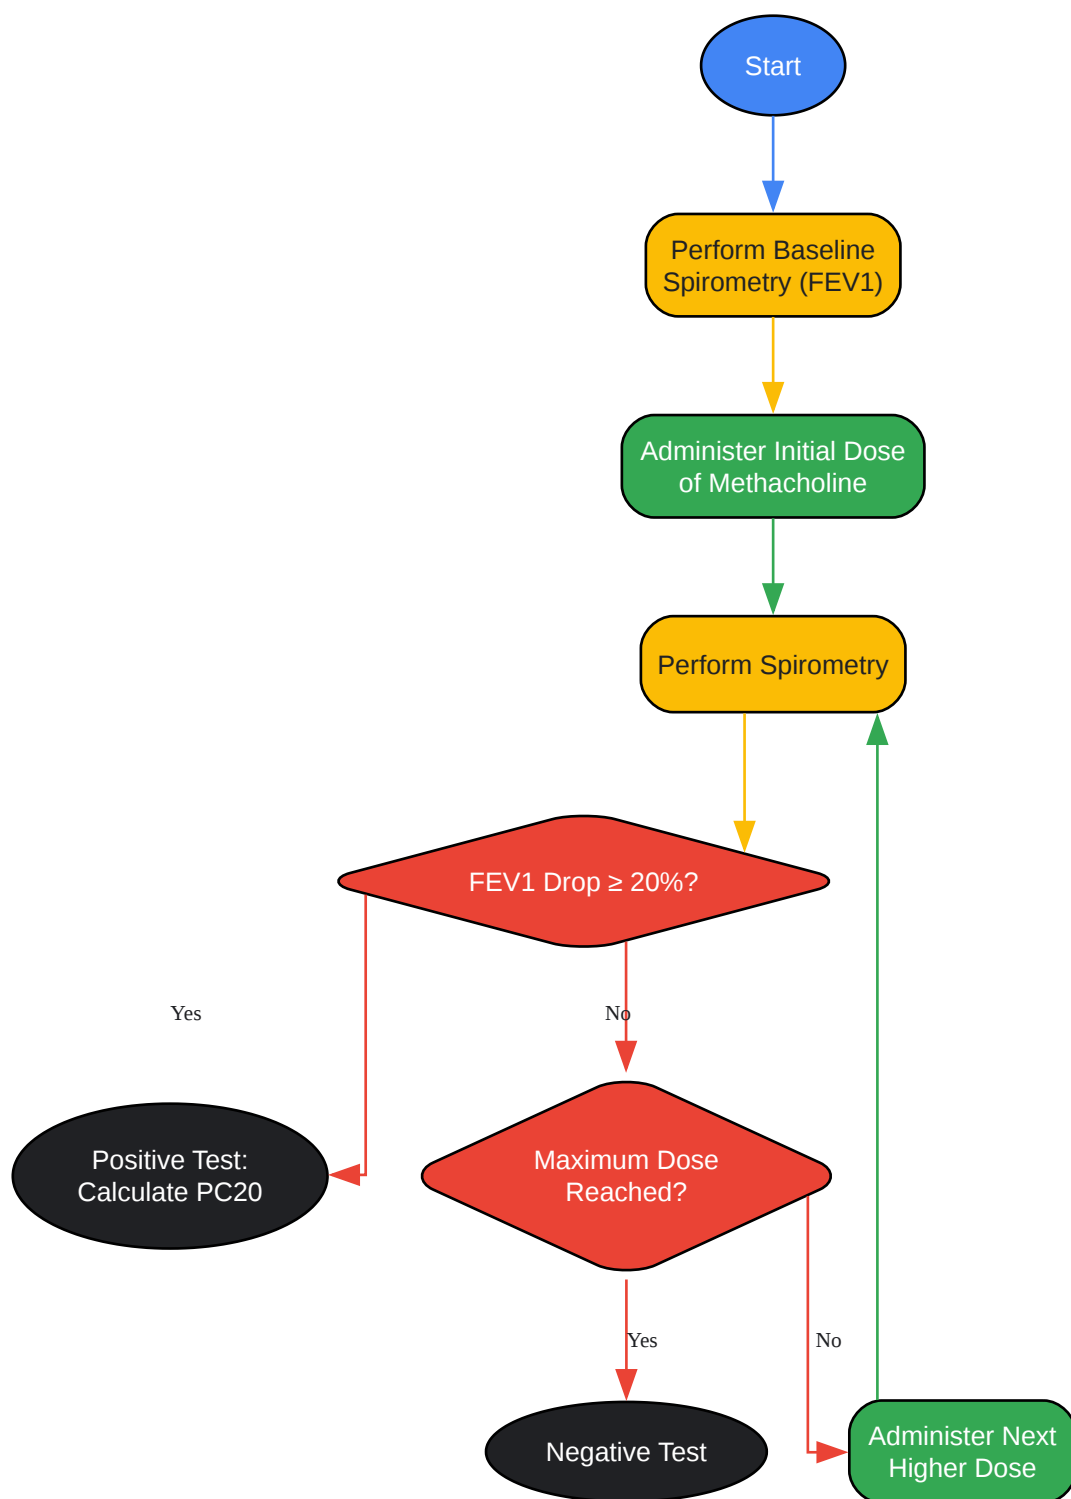 Start
Perform Baseline
Spirometry (FEV1)
Administer Initial Dose
of Methacholine
Perform Spirometry
FEV1 Drop ≥ 20%?
Yes
No
Positive Test:
Calculate PC20
Maximum Dose
Reached?
Yes
No
Negative Test
Administer Next
Higher Dose